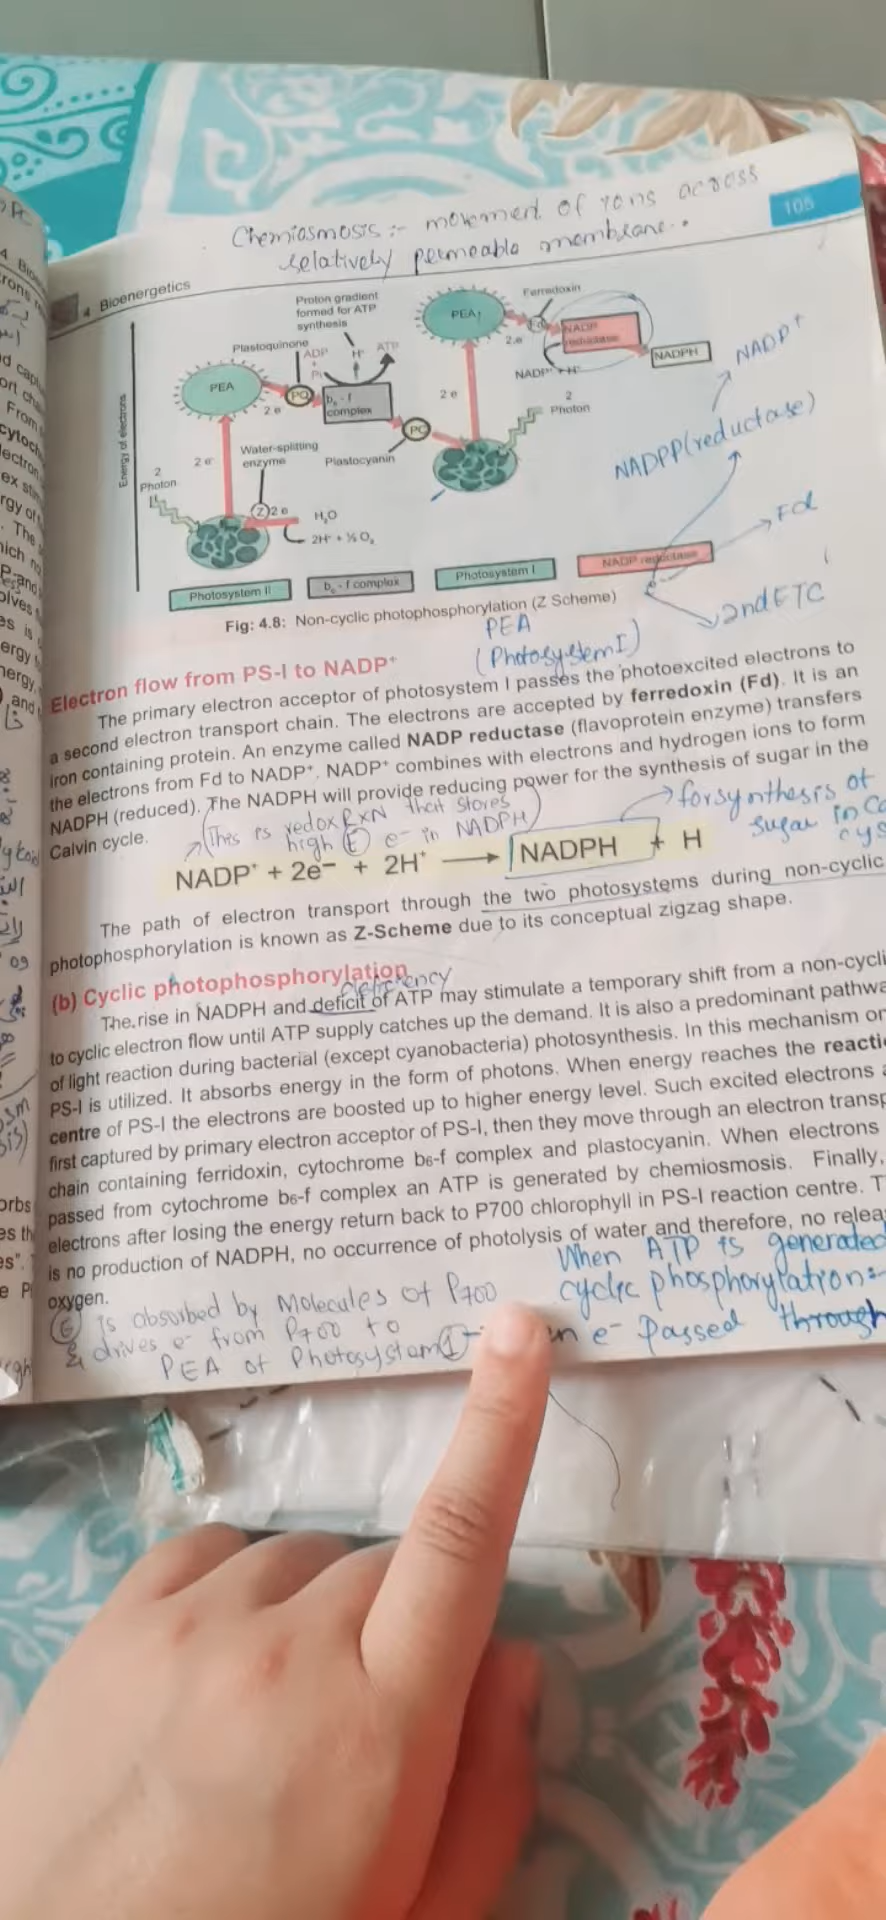 Chemiosmosis :- movement of ions across
relatively permeable membrane.
105
4 Bioenergetics
Energy of electrons
Proton gradient
formed for ATP
synthesis
Plastoquinone
ADP
+
Pi
H⁺
ATP
PEA
PQ
2 e
b₆ - f
complex
PC
Plastocyanin
2 e
Water-splitting
enzyme
2
Photon
Z
2 e
H₂O
2H⁺ + ½ O₂
PEA
Ferredoxin
Fd
2.e
NADP
reductase
NADP⁺ + H⁺
NADPH
2 e
2
Photon
NADP⁺
NADPP(reductase)
Fd
e⁻
2nd ETC
Photosystem II
b₆ - f complex
Photosystem I
NADP reductase
Fig: 4.8: Non-cyclic photophosphorylation (Z Scheme)
PEA
(Photosystem I)
Electron flow from PS-I to NADP⁺
The primary electron acceptor of photosystem I passes the photoexcited electrons to
a second electron transport chain. The electrons are accepted by ferredoxin (Fd). It is an
iron containing protein. An enzyme called NADP reductase (flavoprotein enzyme) transfers
the electrons from Fd to NADP⁺. NADP⁺ combines with electrons and hydrogen ions to form
NADPH (reduced). The NADPH will provide reducing power for the synthesis of sugar in the
Calvin cycle.
(This is redox RXN that stores
high (E) e⁻ in NADPH)
for synthesis of
sugar in
NADP⁺ + 2e⁻ + 2H⁺ ⟶ NADPH + H
The path of electron transport through the two photosystems during non-cyclic
photophosphorylation is known as Z-Scheme due to its conceptual zigzag shape.
(b) Cyclic photophosphorylation
deficiency
The rise in NADPH and deficit of ATP may stimulate a temporary shift from a non-cycli
to cyclic electron flow until ATP supply catches up the demand. It is also a predominant pathwa
of light reaction during bacterial (except cyanobacteria) photosynthesis. In this mechanism on
PS-I is utilized. It absorbs energy in the form of photons. When energy reaches the reacti
centre of PS-I the electrons are boosted up to higher energy level. Such excited electrons a
first captured by primary electron acceptor of PS-I, then they move through an electron transp
chain containing ferridoxin, cytochrome b6-f complex and plastocyanin. When electrons
passed from cytochrome b6-f complex an ATP is generated by chemiosmosis. Finally,
electrons after losing the energy return back to P700 chlorophyll in PS-I reaction centre. T
is no production of NADPH, no occurrence of photolysis of water and therefore, no relea
oxygen.
When ATP is generated
cyclic phosphorylation:-
e⁻ passed through
(E) is absorbed by Molecules of P700
& drives e⁻ from P700 to
PEA of Photosystem I